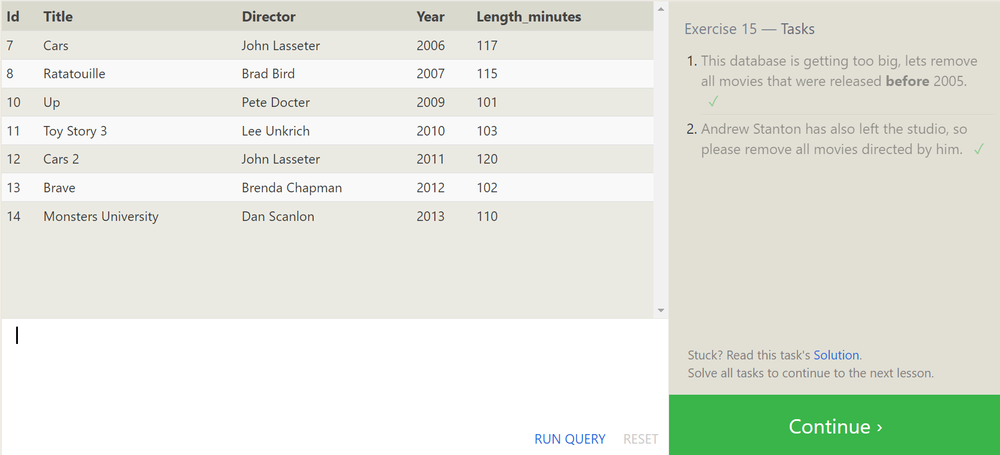 Id Title Director Year Length_minutes
7 Cars John Lasseter 2006 117
8 Ratatouille Brad Bird 2007 115
10 Up Pete Docter 2009 101
11 Toy Story 3 Lee Unkrich 2010 103
12 Cars 2 John Lasseter 2011 120
13 Brave Brenda Chapman 2012 102
14 Monsters University Dan Scanlon 2013 110
RUN QUERY RESET
Exercise 15 — Tasks
1. This database is getting too big, lets remove
all movies that were released before 2005.
✓
2. Andrew Stanton has also left the studio, so
please remove all movies directed by him. ✓
Stuck? Read this task's Solution.
Solve all tasks to continue to the next lesson.
Continue ›